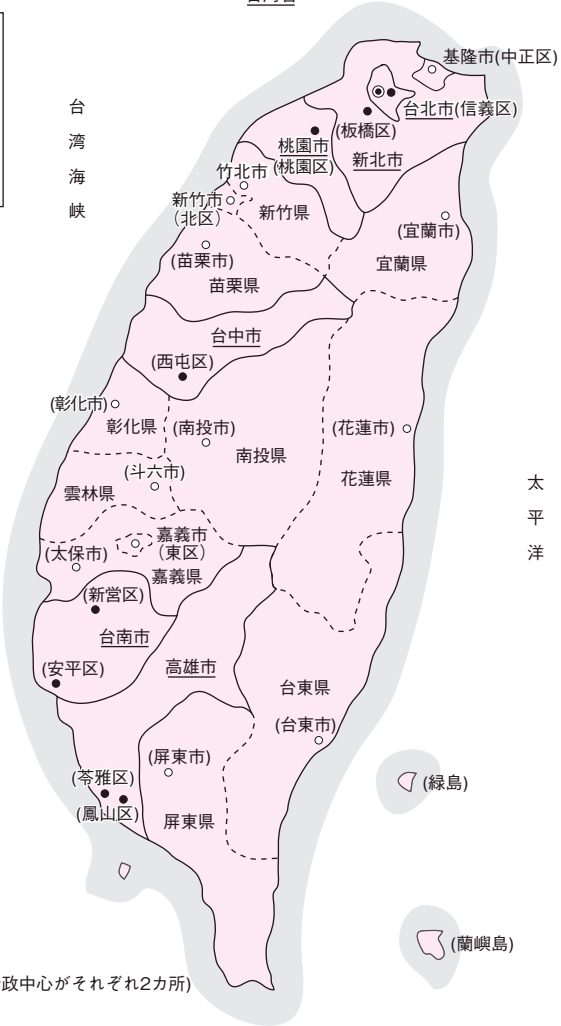 基隆市(中正区)
台湾海峡
台北市(信義区)
(板橋区)
桃園市
(桃園区)
新北市
竹北市
新竹市
(北区)
新竹県
(宜蘭市)
宜蘭県
(苗栗市)
苗栗県
台中市
(西屯区)
(彰化市)
彰化県
(南投市)
南投県
(花蓮市)
花蓮県
(斗六市)
雲林県
太平洋
嘉義市
(東区)
(太保市)
嘉義県
(新営区)
台南市
(安平区)
高雄市
台東県
(台東市)
(屏東市)
屏東県
(苓雅区)
(鳳山区)
(緑島)
(蘭嶼島)
政中心がそれぞれ2カ所)